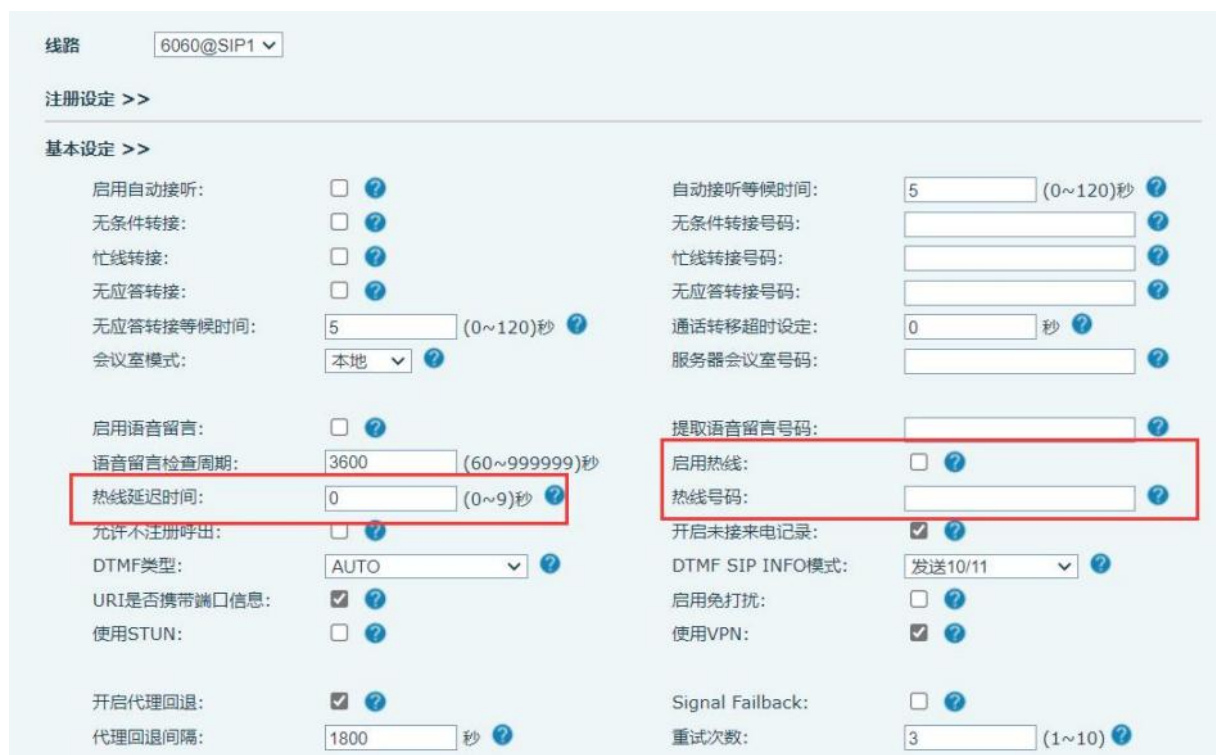 线路 6060@SIP1
注册设定 >>
基本设定 >>
启用自动接听: 自动接听等候时间: 5 (0~120)秒
无条件转接: 无条件转接号码:
忙线转接: 忙线转接号码:
无应答转接: 无应答转接号码:
无应答转接等候时间: 5 (0~120)秒 通话转移超时设定: 0 秒
会议室模式: 本地 服务器会议室号码:
启用语音留言: 提取语音留言号码:
语音留言检查周期: 3600 (60~999999)秒 启用热线:
热线延迟时间: 0 (0~9)秒 热线号码:
允许不注册呼出: 开启未接来电记录:
DTMF类型: AUTO DTMF SIP INFO模式: 发送10/11
URI是否携带端口信息: 启用免打扰:
使用STUN: 使用VPN:
开启代理回退: Signal Failback:
代理回退间隔: 1800 秒 重试次数: 3 (1~10)